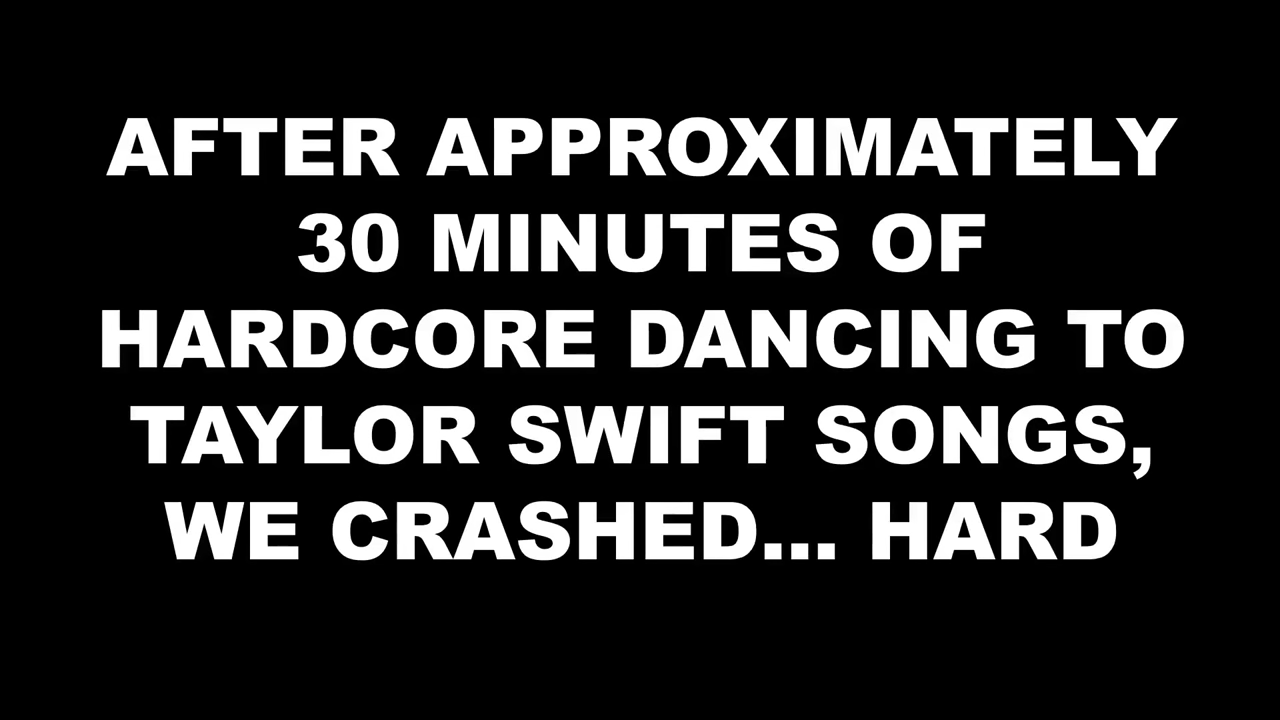 AFTER APPROXIMATELY
30 MINUTES OF
HARDCORE DANCING TO
TAYLOR SWIFT SONGS,
WE CRASHED... HARD